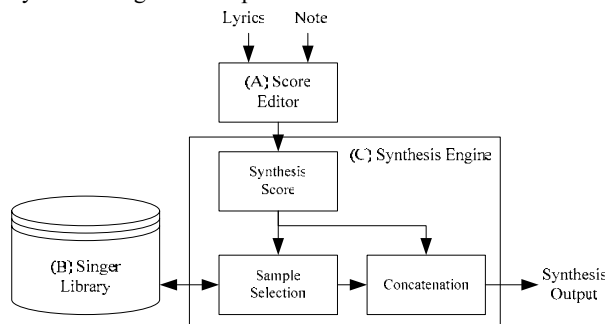 Lyrics Note
(A) Score
Editor
(C) Synthesis Engine
Synthesis
Score
(B) Singer
Library
Sample
Selection
Concatenation
Synthesis
Output